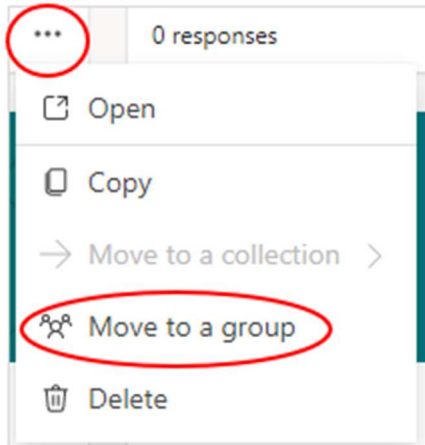 0 responses
Open
Copy
Move to a collection
Move to a group
Delete